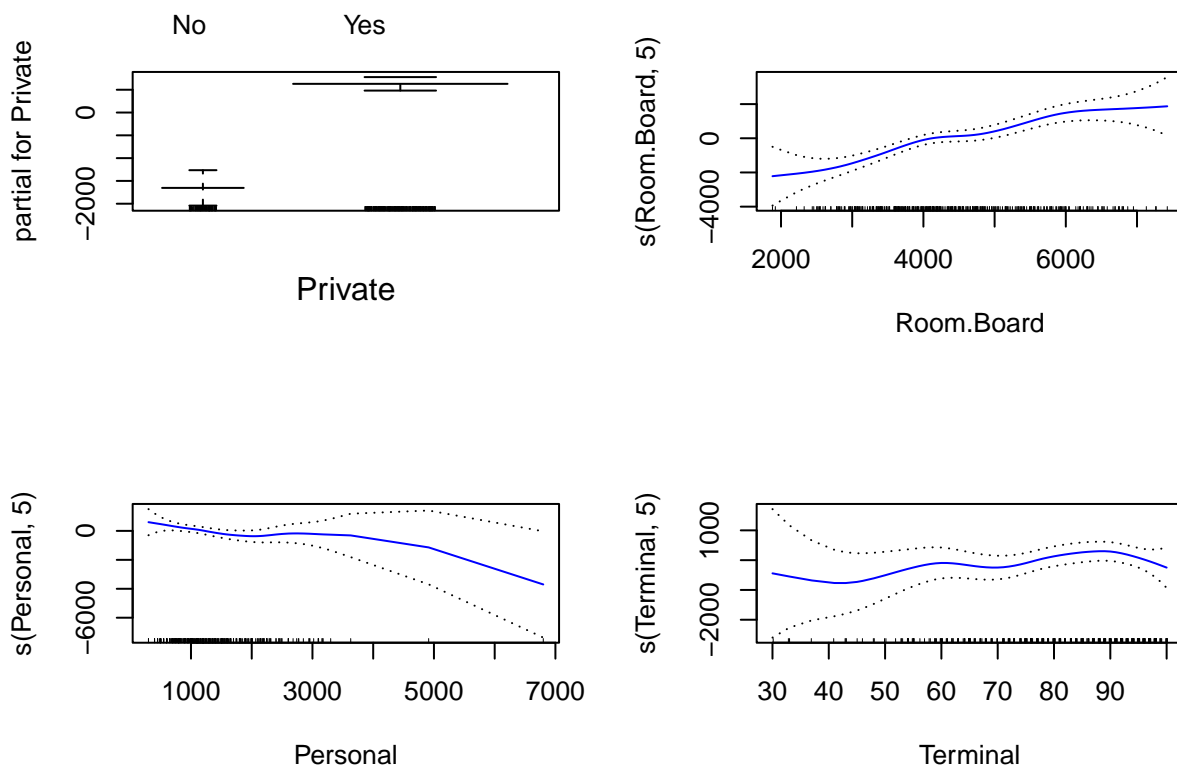 No Yes
partial for Private
0
−2000
Private
s(Room.Board, 5)
0
−4000
2000 4000 6000
Room.Board
s(Personal, 5)
0
−6000
1000 3000 5000 7000
Personal
s(Terminal, 5)
1000
−2000
30 40 50 60 70 80 90
Terminal